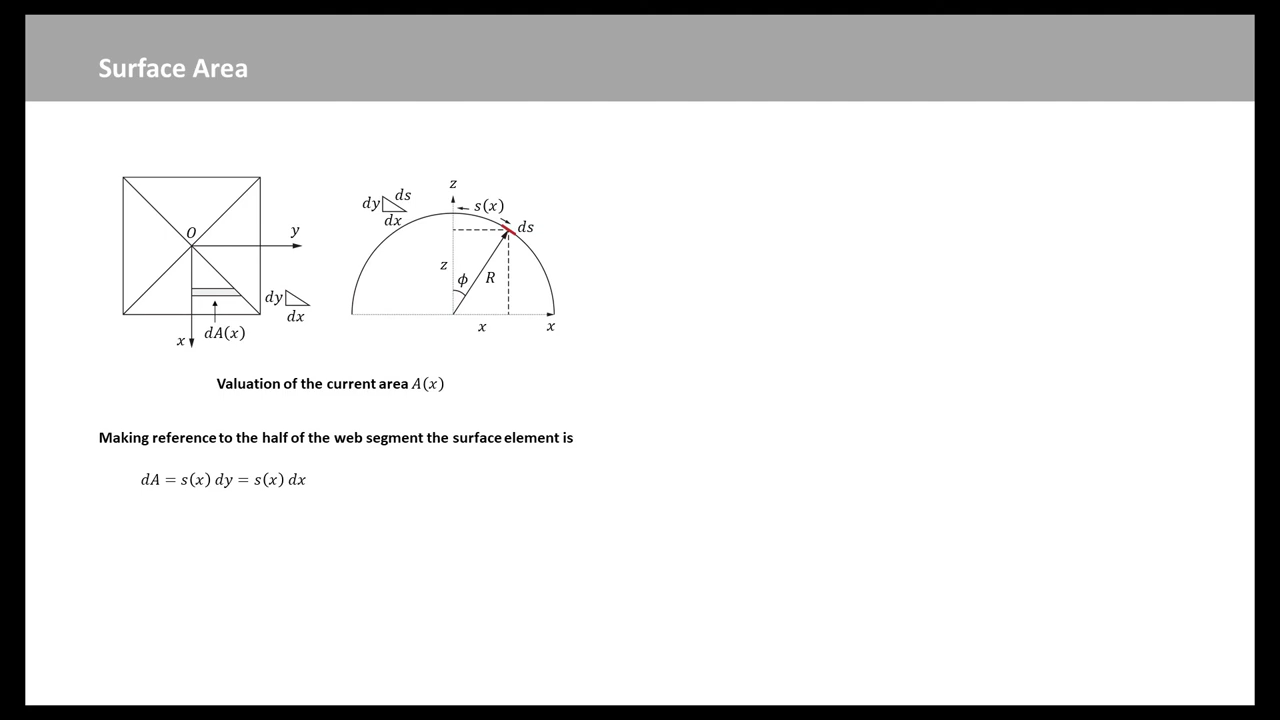 Surface Area
O
y
dy
dx
x
dA(x)
z
dy
ds
dx
s(x)
ds
z
ϕ
R
x
x
Valuation of the current area A(x)
Making reference to the half of the web segment the surface element is
dA = s(x) dy = s(x) dx